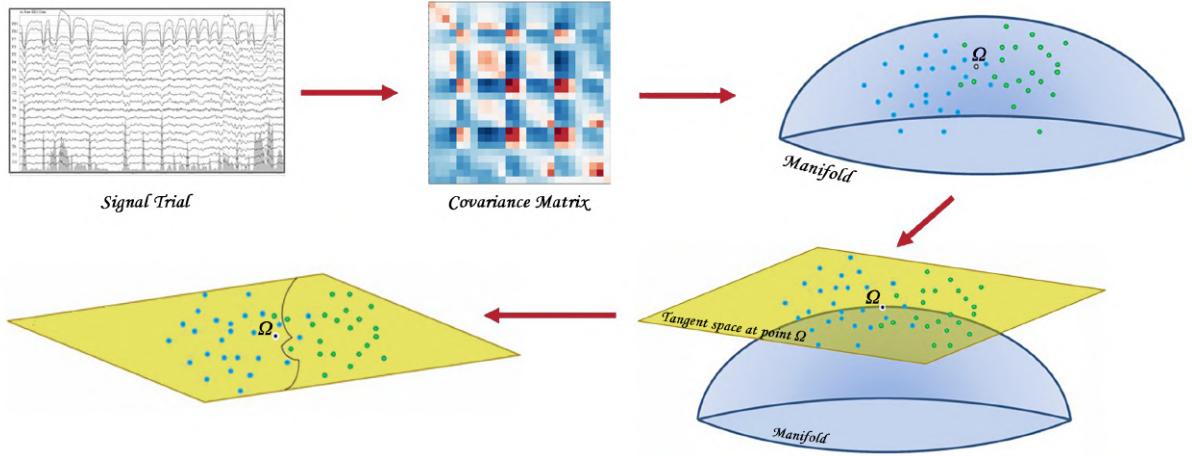 Signal Trial
Covariance Matrix
Ω
Manifold
Ω
Tangent space at point Ω
Manifold
Ω